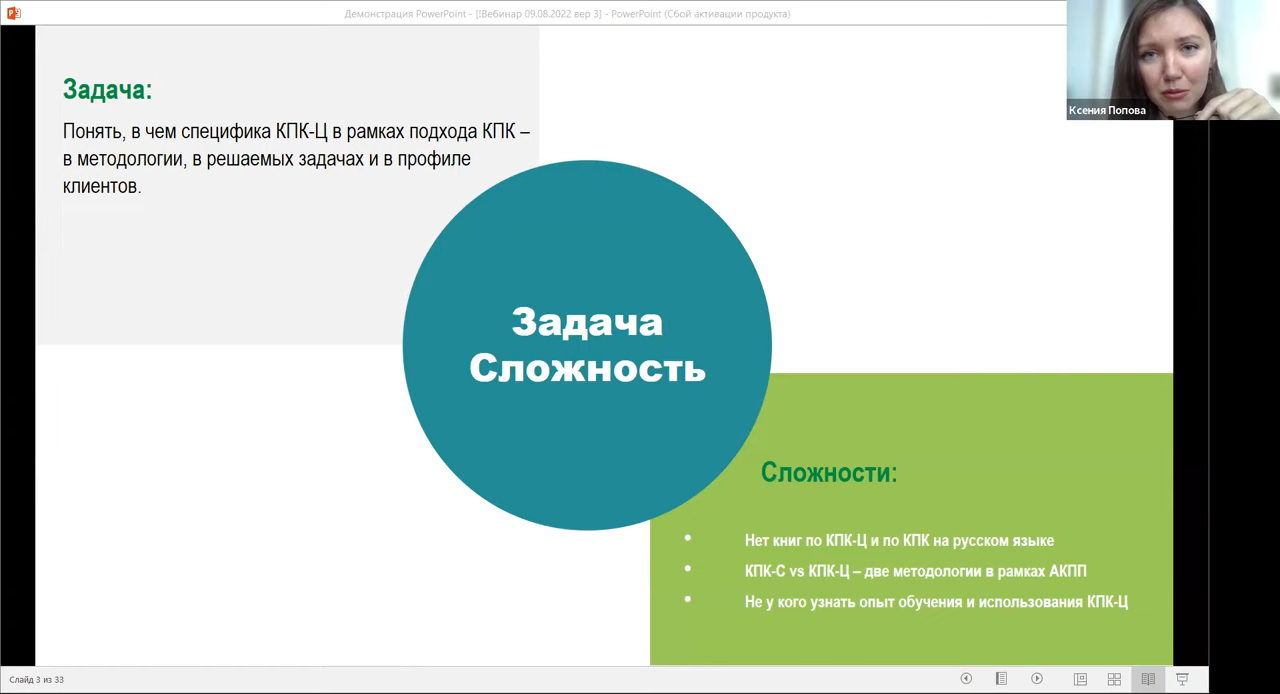 Демонстрация PowerPoint - [!Вебинар 09.08.2022 вер 3] - PowerPoint (Сбой активации продукта)
Ксения Попова
Задача:
Понять, в чем специфика КПК-Ц в рамках подхода КПК –
в методологии, в решаемых задачах и в профиле
клиентов.
Задача
Сложность
Сложности:
• Нет книг по КПК-Ц и по КПК на русском языке
• КПК-С vs КПК-Ц – две методологии в рамках АКПП
• Не у кого узнать опыт обучения и использования КПК-Ц
Слайд 3 из 33